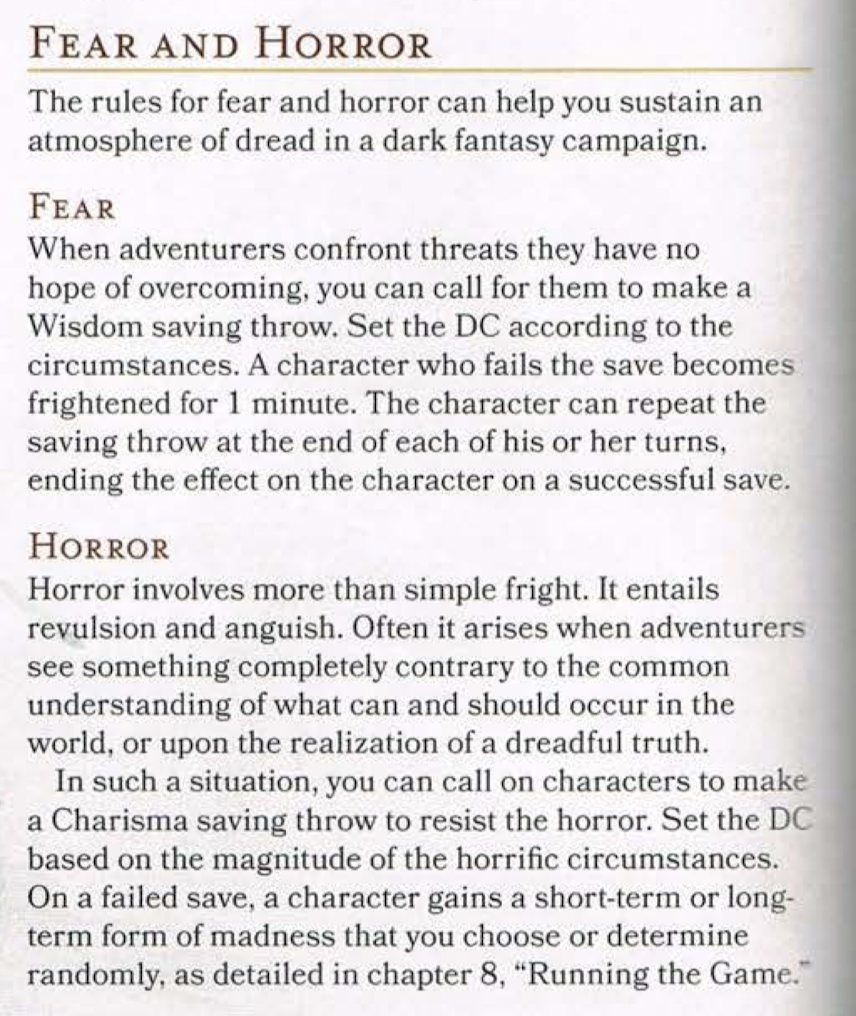 FEAR AND HORROR
The rules for fear and horror can help you sustain an
atmosphere of dread in a dark fantasy campaign.
FEAR
When adventurers confront threats they have no
hope of overcoming, you can call for them to make a
Wisdom saving throw. Set the DC according to the
circumstances. A character who fails the save becomes
frightened for 1 minute. The character can repeat the
saving throw at the end of each of his or her turns,
ending the effect on the character on a successful save.
HORROR
Horror involves more than simple fright. It entails
revulsion and anguish. Often it arises when adventurers
see something completely contrary to the common
understanding of what can and should occur in the
world, or upon the realization of a dreadful truth.
In such a situation, you can call on characters to make
a Charisma saving throw to resist the horror. Set the DC
based on the magnitude of the horrific circumstances.
On a failed save, a character gains a short-term or long-
term form of madness that you choose or determine
randomly, as detailed in chapter 8, “Running the Game.”